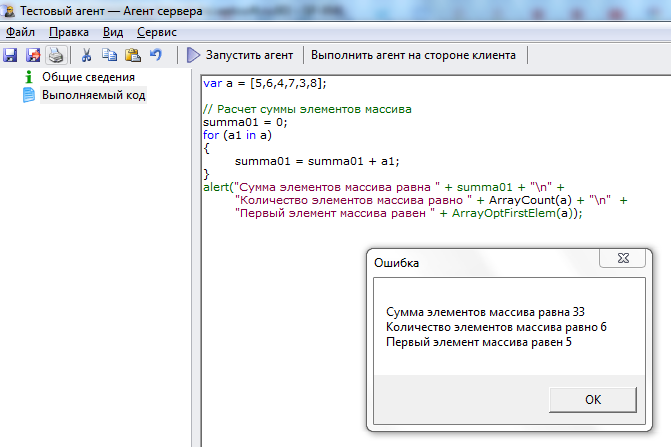 Тестовый агент — Агент сервера
Файл Правка Вид Сервис
Запустить агент Выполнить агент на стороне клиента
Общие сведения
Выполняемый код
var a = [5,6,4,7,3,8];
// Расчет суммы элементов массива
summa01 = 0;
for (a1 in a)
{
summa01 = summa01 + a1;
}
alert("Сумма элементов массива равна " + summa01 + "\n" +
"Количество элементов массива равно " + ArrayCount(a) + "\n" +
"Первый элемент массива равен " + ArrayOptFirstElem(a));
Ошибка
Сумма элементов массива равна 33
Количество элементов массива равно 6
Первый элемент массива равен 5
OK